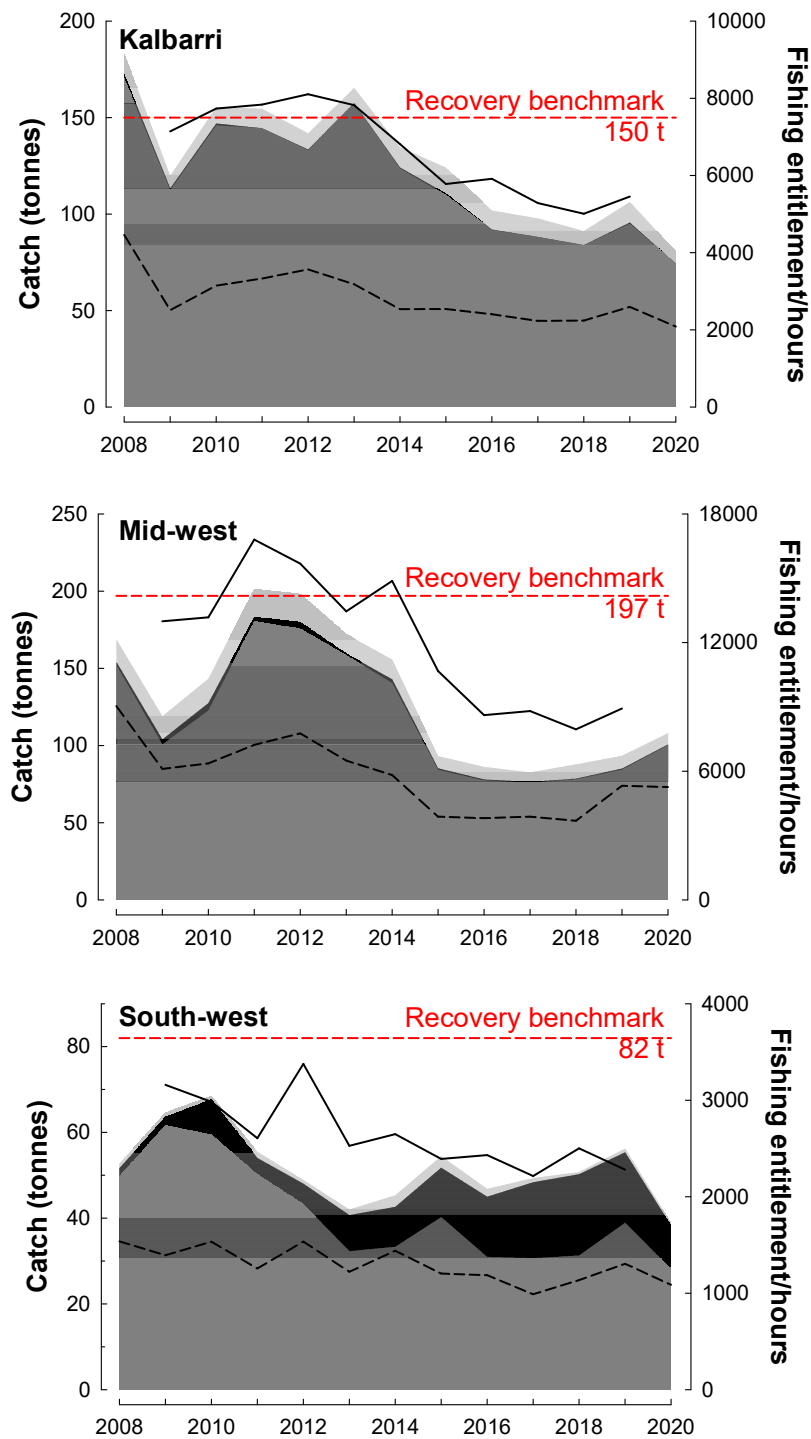 Kalbarri
Recovery benchmark
150 t
Catch (tonnes)
Fishing entitlement/hours
200
150
100
50
0
10000
8000
6000
4000
2000
0
2008 2010 2012 2014 2016 2018 2020
Mid-west
Recovery benchmark
197 t
Catch (tonnes)
Fishing entitlement/hours
250
200
150
100
50
0
18000
12000
6000
0
2008 2010 2012 2014 2016 2018 2020
South-west
Recovery benchmark
82 t
Catch (tonnes)
Fishing entitlement/hours
80
60
40
20
0
4000
3000
2000
1000
0
2008 2010 2012 2014 2016 2018 2020